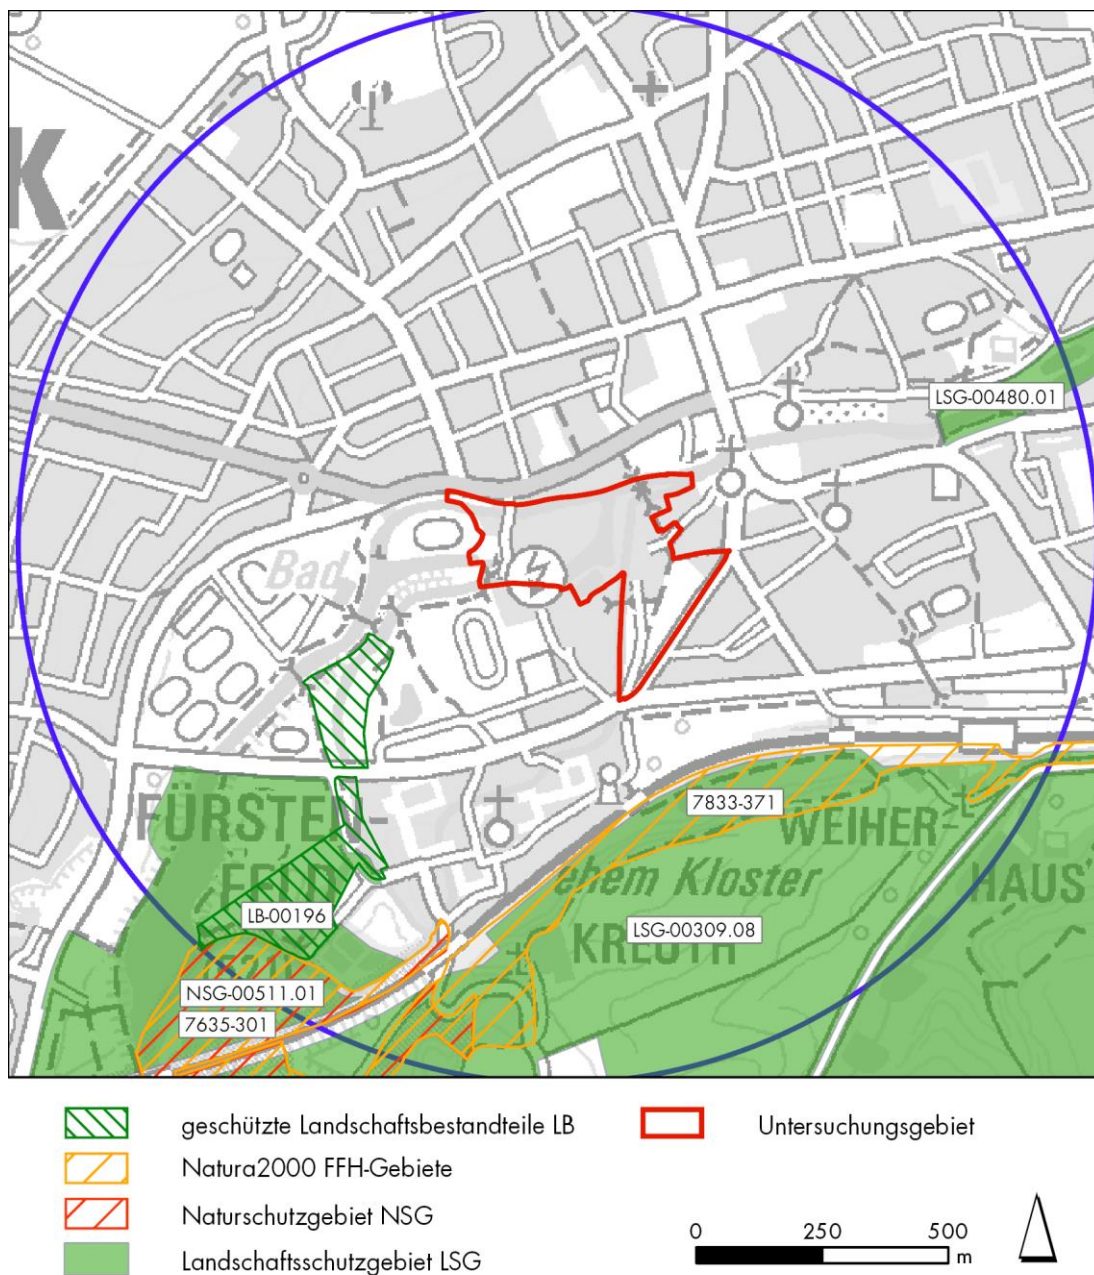 K
LSG-00480.01
Bad
7833-371
FÜRSTEN-
FELD
WEIHER-
HAUS
ehem Kloster
KREUTH
LB-00196
LSG-00309.08
NSG-00511.01
7635-301
geschützte Landschaftsbestandteile LB
Untersuchungsgebiet
Natura2000 FFH-Gebiete
Naturschutzgebiet NSG
Landschaftsschutzgebiet LSG
0 250 500
m